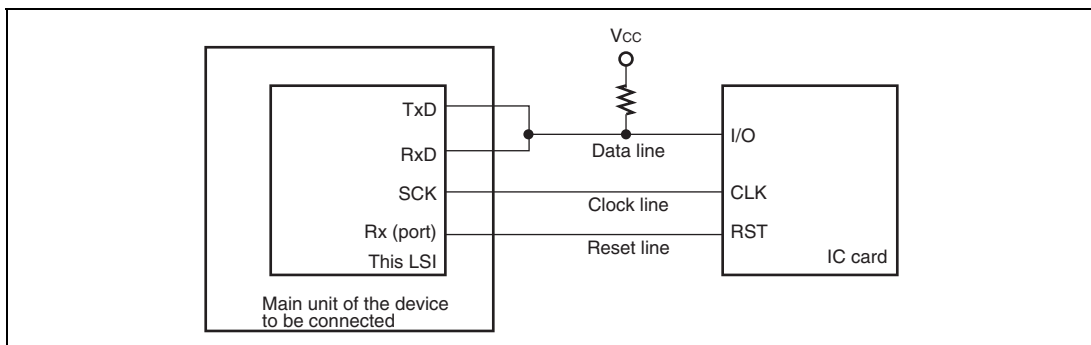 Vcc
TxD
RxD
SCK
Rx (port)
This LSI
Main unit of the device
to be connected
Data line
Clock line
Reset line
I/O
CLK
RST
IC card